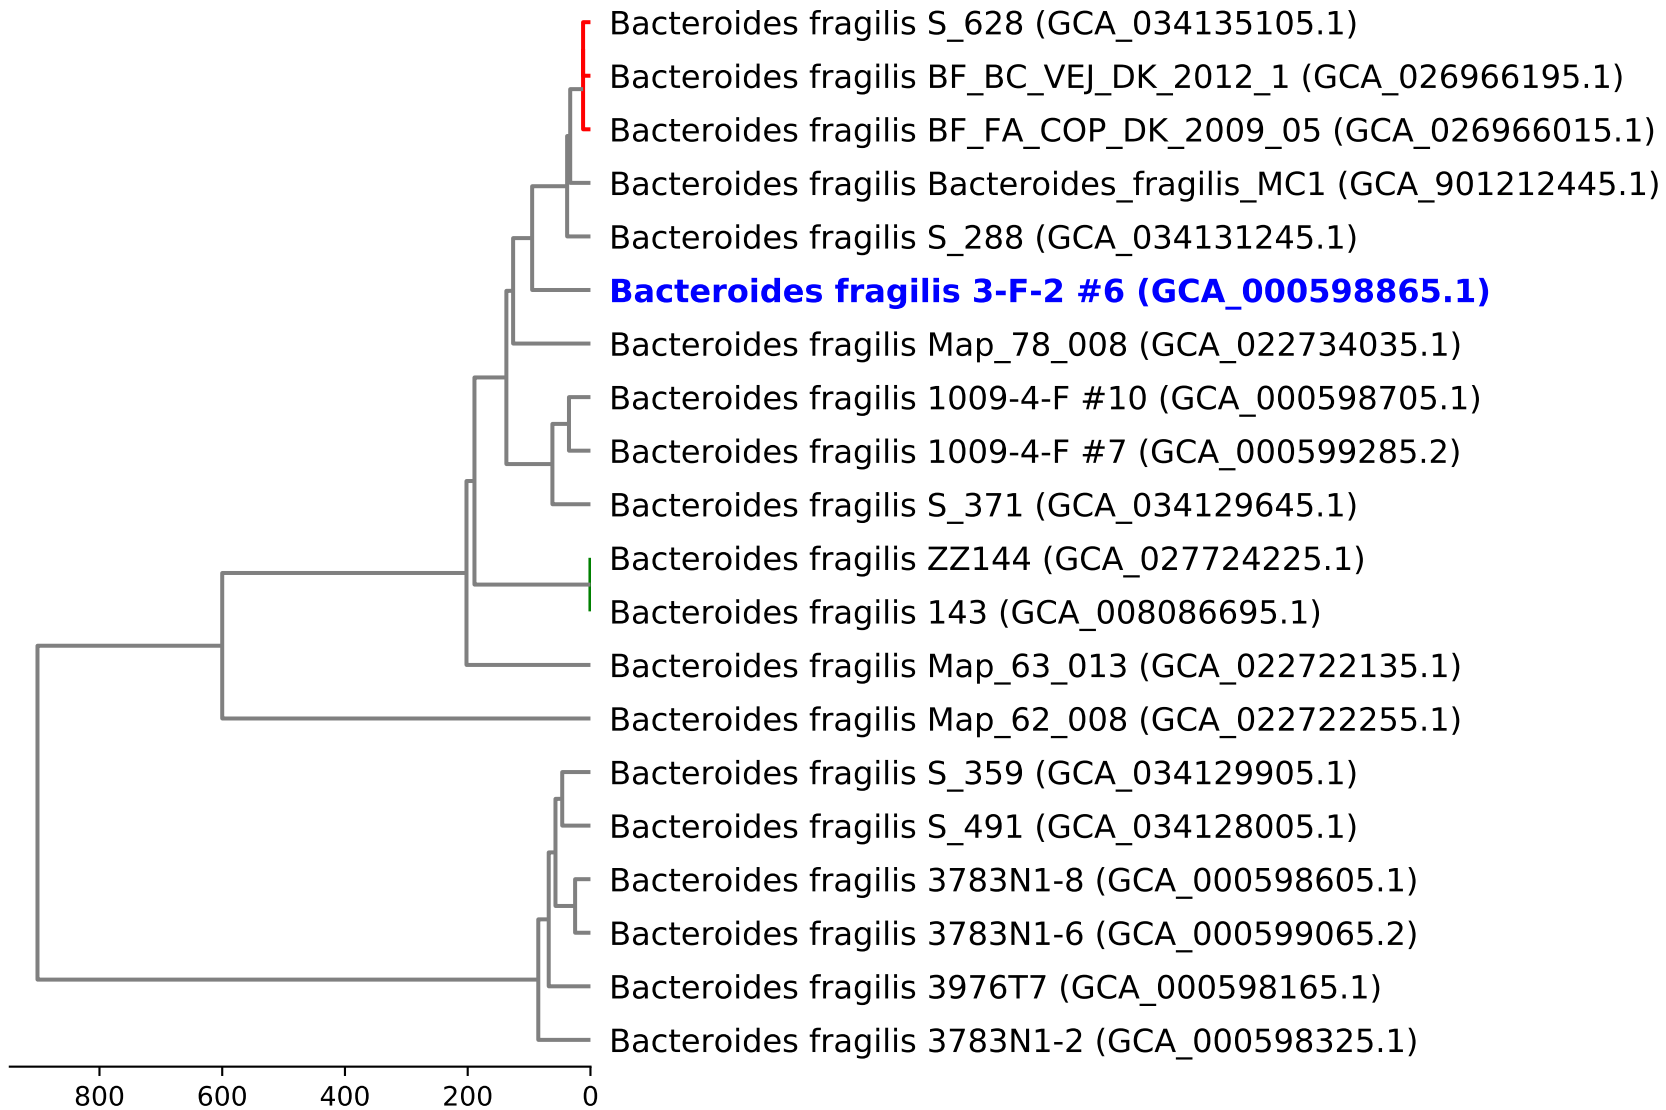 Bacteroides fragilis S_628 (GCA_034135105.1)
Bacteroides fragilis BF_BC_VEJ_DK_2012_1 (GCA_026966195.1)
Bacteroides fragilis BF_FA_COP_DK_2009_05 (GCA_026966015.1)
Bacteroides fragilis Bacteroides_fragilis_MC1 (GCA_901212445.1)
Bacteroides fragilis S_288 (GCA_034131245.1)
Bacteroides fragilis 3-F-2 #6 (GCA_000598865.1)
Bacteroides fragilis Map_78_008 (GCA_022734035.1)
Bacteroides fragilis 1009-4-F #10 (GCA_000598705.1)
Bacteroides fragilis 1009-4-F #7 (GCA_000599285.2)
Bacteroides fragilis S_371 (GCA_034129645.1)
Bacteroides fragilis ZZ144 (GCA_027724225.1)
Bacteroides fragilis 143 (GCA_008086695.1)
Bacteroides fragilis Map_63_013 (GCA_022722135.1)
Bacteroides fragilis Map_62_008 (GCA_022722255.1)
Bacteroides fragilis S_359 (GCA_034129905.1)
Bacteroides fragilis S_491 (GCA_034128005.1)
Bacteroides fragilis 3783N1-8 (GCA_000598605.1)
Bacteroides fragilis 3783N1-6 (GCA_000599065.2)
Bacteroides fragilis 3976T7 (GCA_000598165.1)
Bacteroides fragilis 3783N1-2 (GCA_000598325.1)
800 600 400 200 0